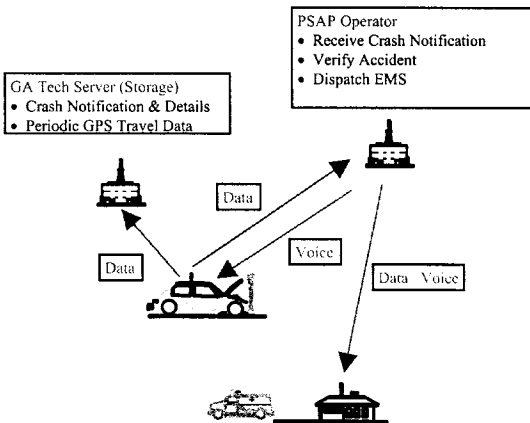 PSAP Operator
• Receive Crash Notification
• Verify Accident
• Dispatch EMS
GA Tech Server (Storage)
• Crash Notification & Details
• Periodic GPS Travel Data
Data
Voice
Data
Data Voice